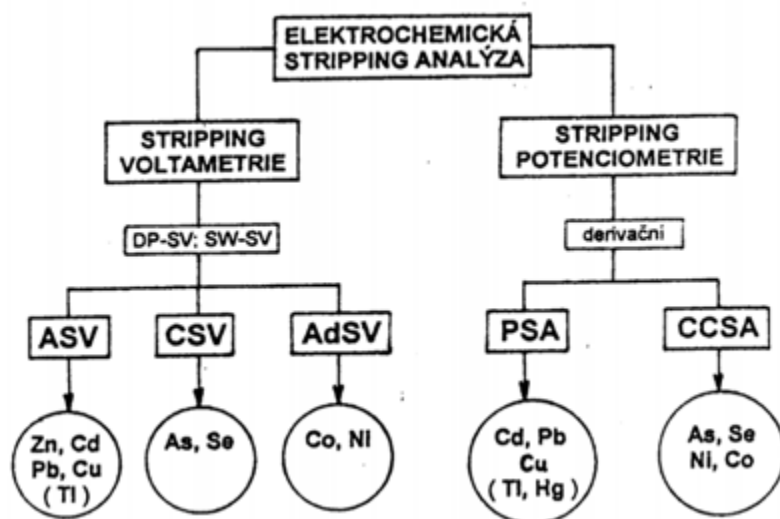 ELEKTROCHEMICKÁ
STRIPPING ANALÝZA
STRIPPING
VOLTAMETRIE
STRIPPING
POTENCIOMETRIE
DP-SV; SW-SV
derivační
ASV
CSV
AdSV
PSA
CCSA
Zn, Cd
Pb, Cu
( Tl )
As, Se
Co, Ni
Cd, Pb
Cu
( Tl, Hg )
As, Se
Ni, Co